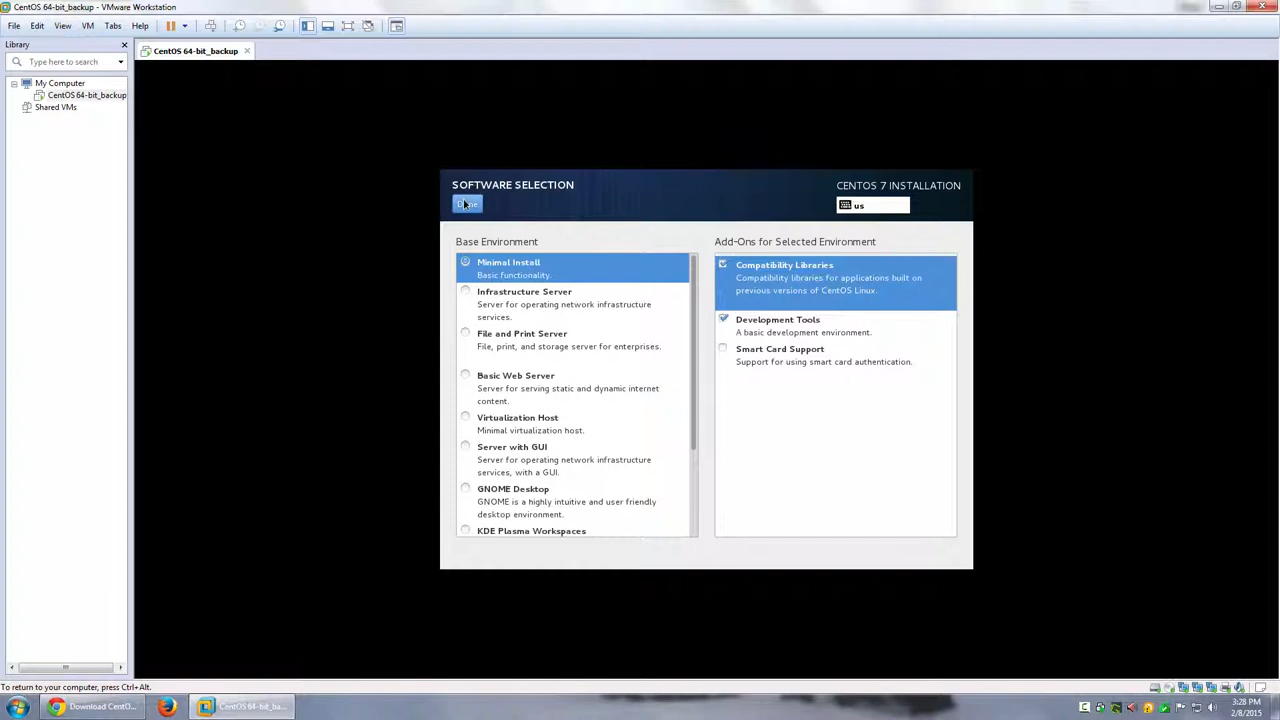 CentOS 64-bit_backup - VMware Workstation
File Edit View VM Tabs Help
Library
CentOS 64-bit_backup
Type here to search
My Computer
CentOS 64-bit_backup
Shared VMs
SOFTWARE SELECTION
CENTOS 7 INSTALLATION
Done
us
Base Environment
Minimal Install
Basic functionality.
Infrastructure Server
Server for operating network infrastructure
services.
File and Print Server
File, print, and storage server for enterprises.
Basic Web Server
Server for serving static and dynamic internet
content.
Virtualization Host
Minimal virtualization host.
Server with GUI
Server for operating network infrastructure
services, with a GUI.
GNOME Desktop
GNOME is a highly intuitive and user friendly
desktop environment.
KDE Plasma Workspaces
Add-Ons for Selected Environment
Compatibility Libraries
Compatibility libraries for applications built on
previous versions of CentOS Linux.
Development Tools
A basic development environment.
Smart Card Support
Support for using smart card authentication.
To return to your computer, press Ctrl+Alt.
Download CentO...
CentOS 64-bit_ba...
3:28 PM
2/8/2015